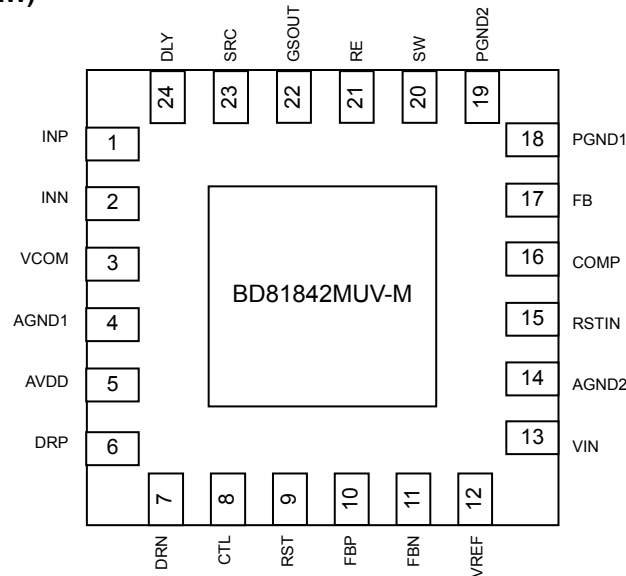 DLY
SRC
GSOUT
RE
SW
PGND2
24
23
22
21
20
19
INP 1
INN 2
VCOM 3
AGND1 4
AVDD 5
DRP 6
BD81842MUV-M
18 PGND1
17 FB
16 COMP
15 RSTIN
14 AGND2
13 VIN
7
8
9
10
11
12
DRN
CTL
RST
FBP
FBN
VREF